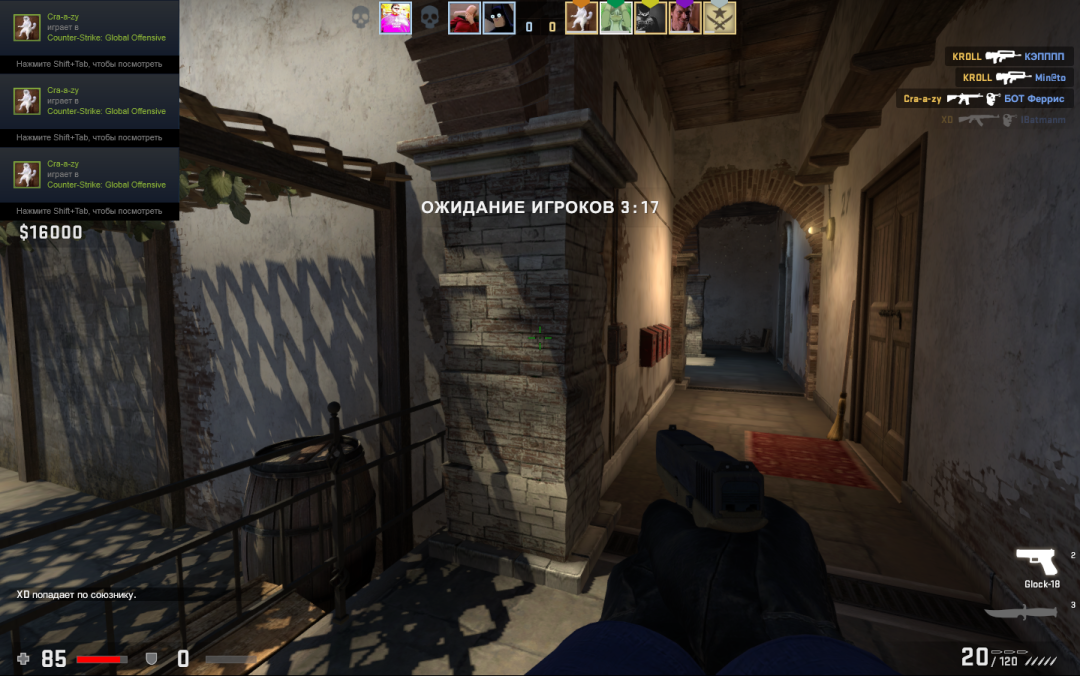 Cra-a-zy
играет в
Counter-Strike: Global Offensive
Нажмите Shift+Tab, чтобы посмотреть
Cra-a-zy
играет в
Counter-Strike: Global Offensive
Нажмите Shift+Tab, чтобы посмотреть
Cra-a-zy
играет в
Counter-Strike: Global Offensive
Нажмите Shift+Tab, чтобы посмотреть
$16000
0 0
KROLL КЭПППП
KROLL Min@to
Cra-a-zy БОТ Феррис
XD IBatmanm
ОЖИДАНИЕ ИГРОКОВ 3:17
2
Glock-18
3
XD попадает по союзнику.
85 0
20 / 120